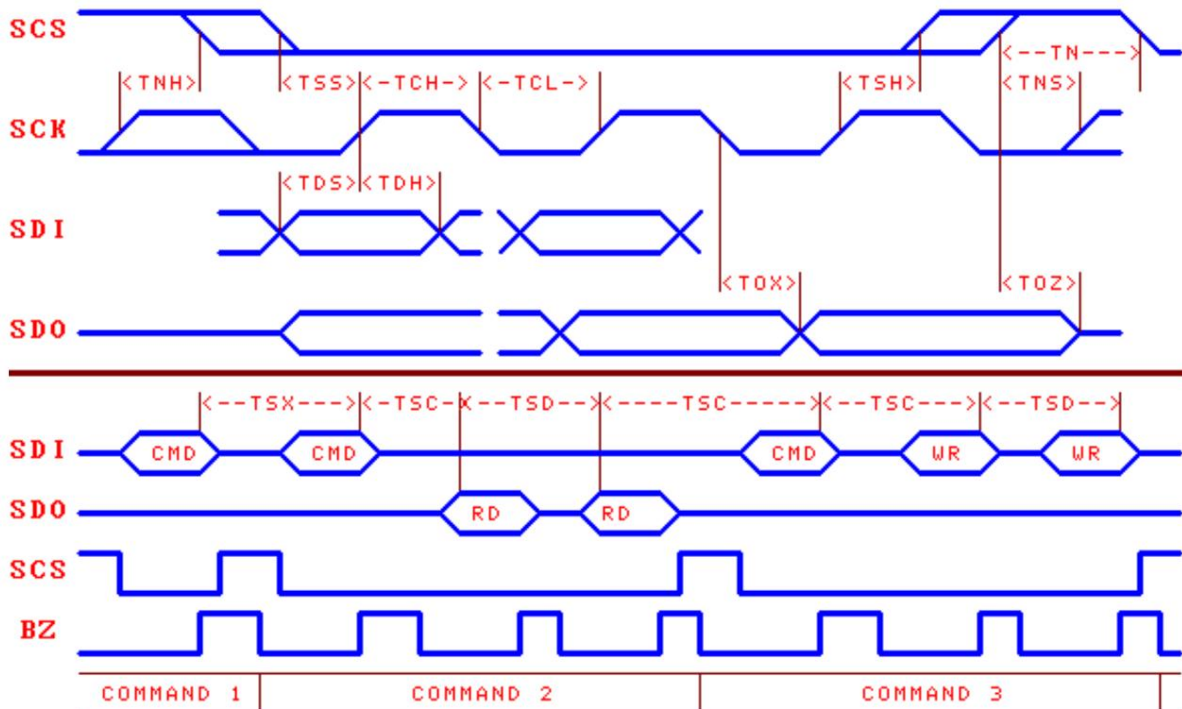 SCS
<--TN--->
<TNH> <TSS> <-TCH-> <-TCL-> <TSH> <TNS>
SCK
<TDS> <TDH>
SDI
<TOX> <TOZ>
SDO
<--TSX---> <-TSC-X--TSD--> <----TSC-----> <--TSC---> <--TSD-->
SDI CMD CMD CMD WR WR
SDO RD RD
SCS
BZ
COMMAND 1 COMMAND 2 COMMAND 3